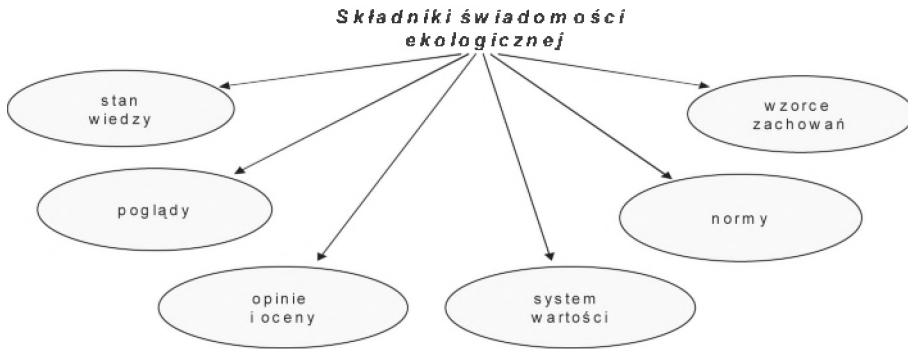 Składniki świadomości
ekologicznej
stan
wiedzy
wzorce
zachowań
poglądy
normy
opinie
i oceny
system
wartości